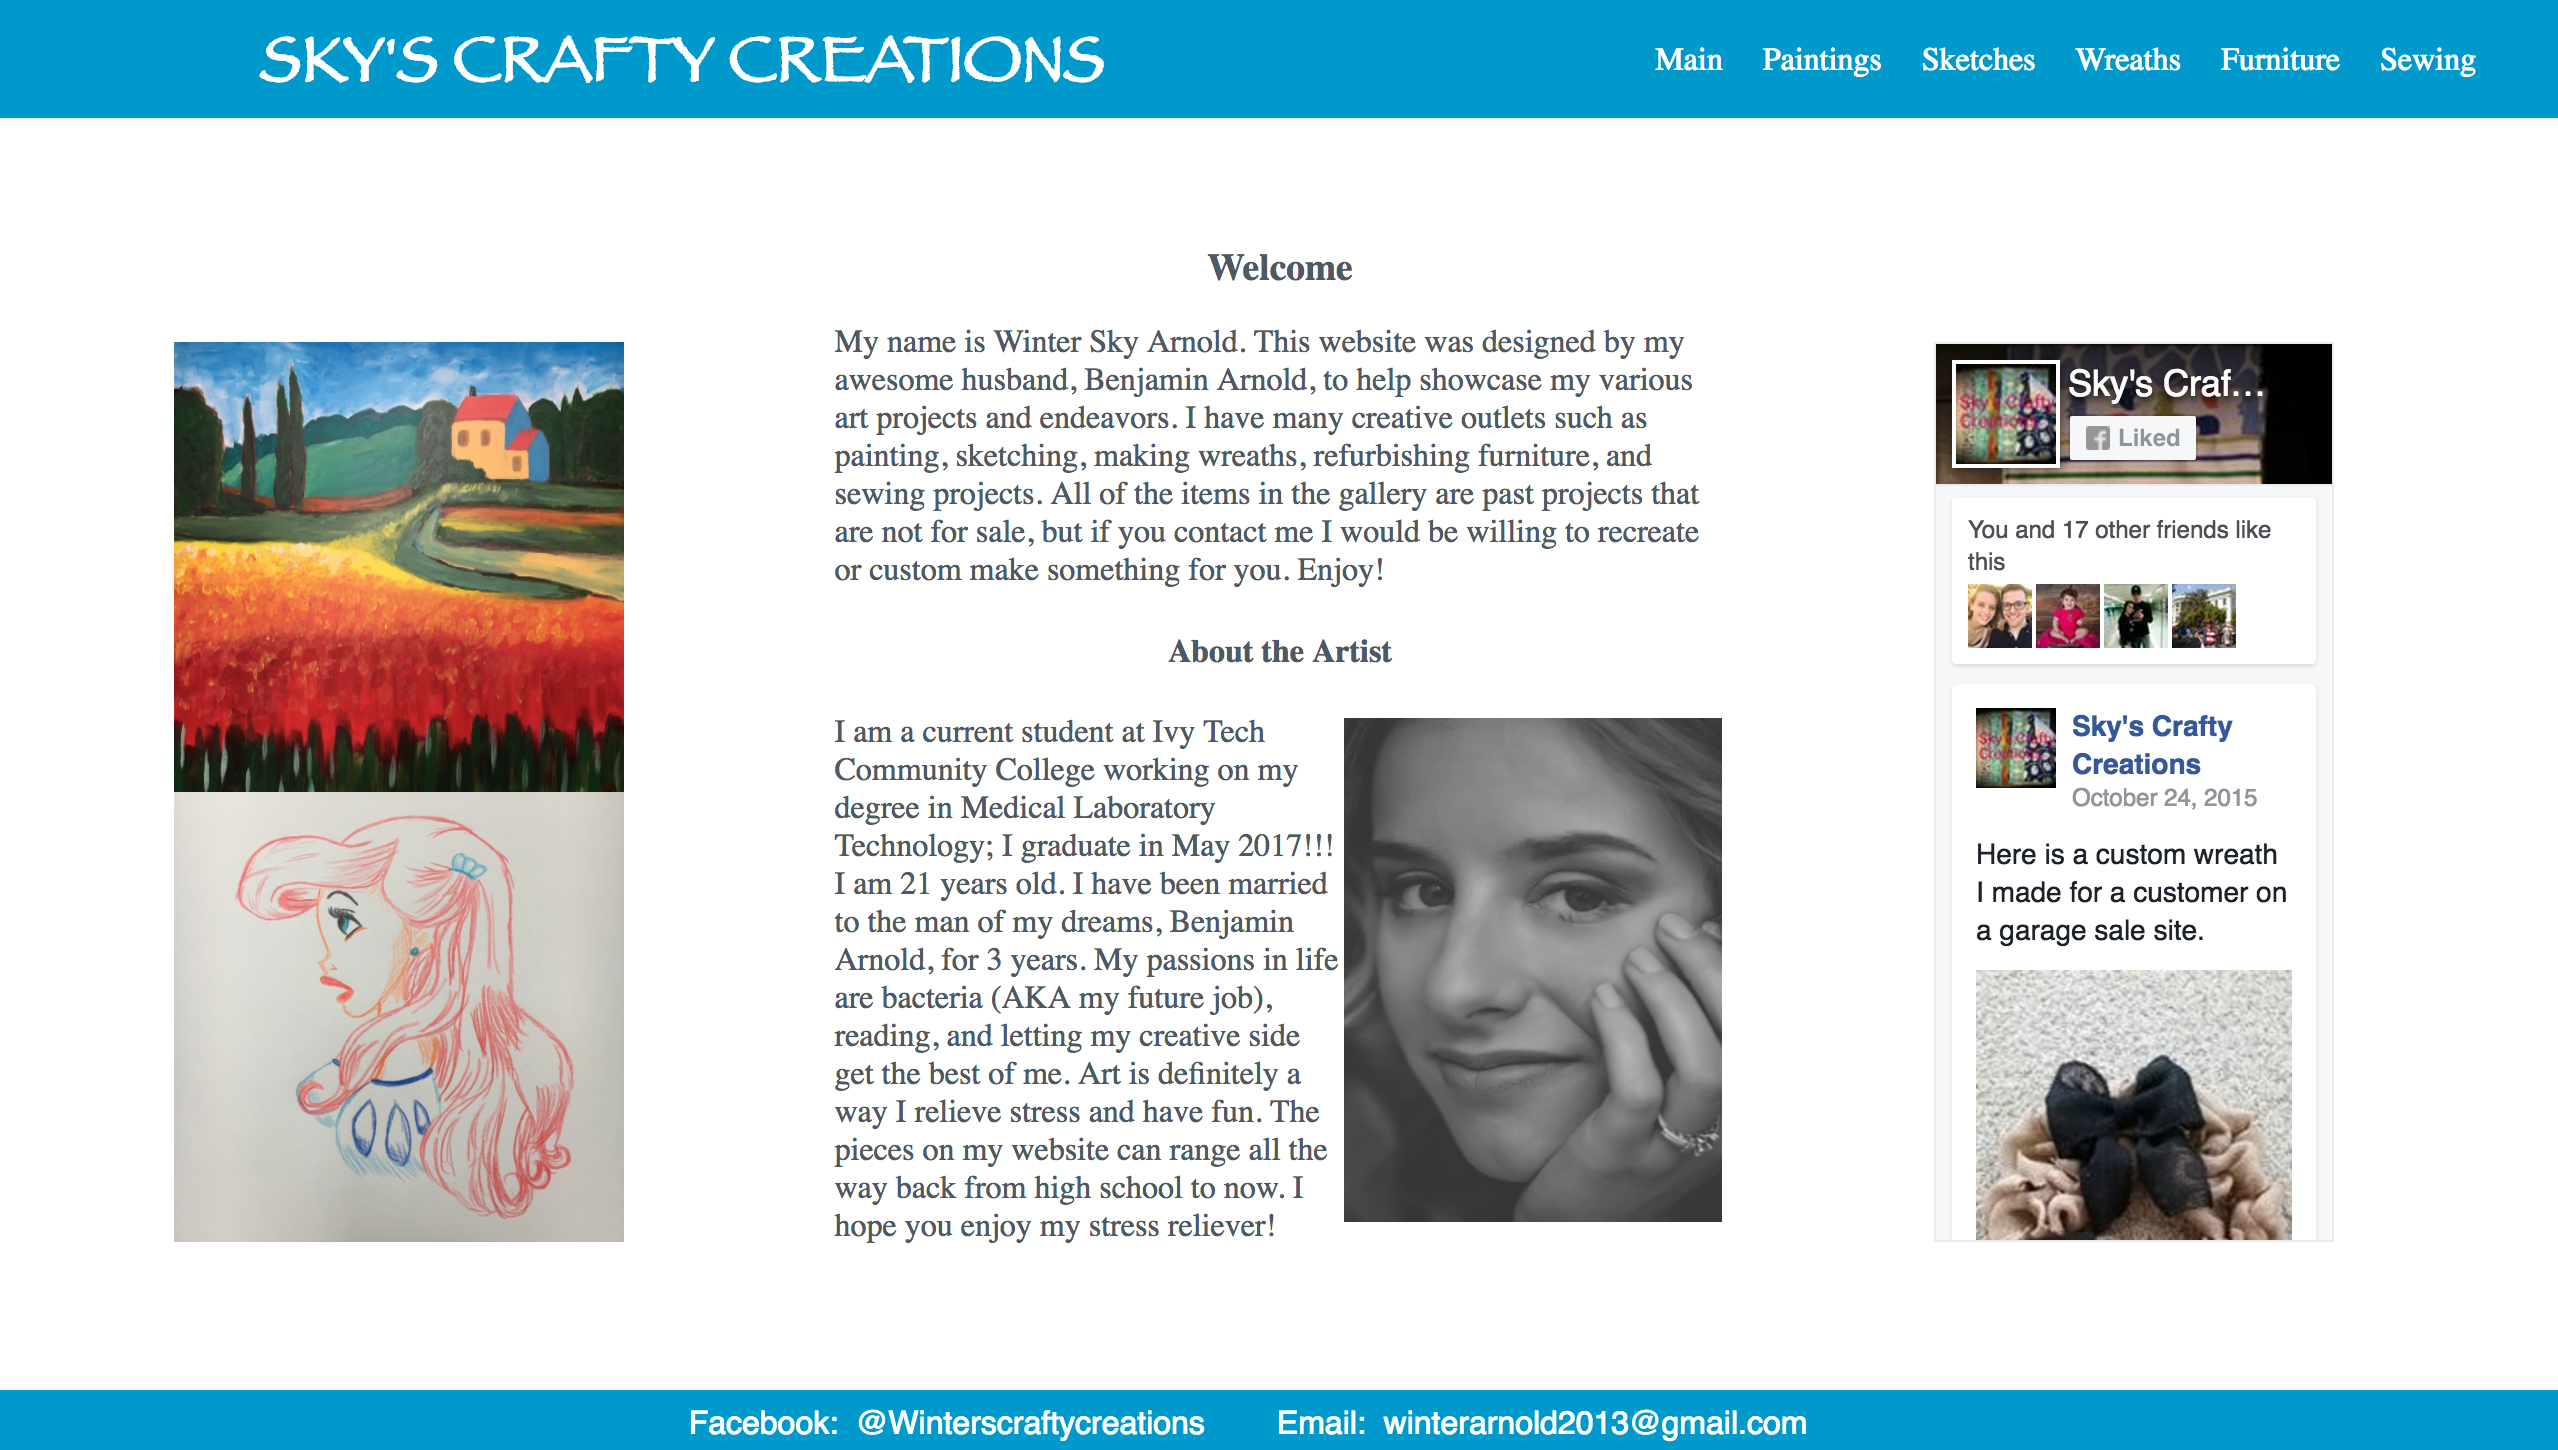 SKY'S CRAFTY CREATIONS
Main Paintings Sketches Wreaths Furniture Sewing
Welcome
My name is Winter Sky Arnold. This website was designed by my
awesome husband, Benjamin Arnold, to help showcase my various
art projects and endeavors. I have many creative outlets such as
painting, sketching, making wreaths, refurbishing furniture, and
sewing projects. All of the items in the gallery are past projects that
are not for sale, but if you contact me I would be willing to recreate
or custom make something for you. Enjoy!
About the Artist
I am a current student at Ivy Tech
Community College working on my
degree in Medical Laboratory
Technology; I graduate in May 2017!!!
I am 21 years old. I have been married
to the man of my dreams, Benjamin
Arnold, for 3 years. My passions in life
are bacteria (AKA my future job),
reading, and letting my creative side
get the best of me. Art is definitely a
way I relieve stress and have fun. The
pieces on my website can range all the
way back from high school to now. I
hope you enjoy my stress reliever!
Sky's Crafty
Creations
Sky's Craf...
Liked
You and 17 other friends like
this
Sky's Crafty
Creations
Sky's Crafty
Creations
October 24, 2015
Here is a custom wreath
I made for a customer on
a garage sale site.
Facebook: @Winterscraftycreations Email: winterarnold2013@gmail.com